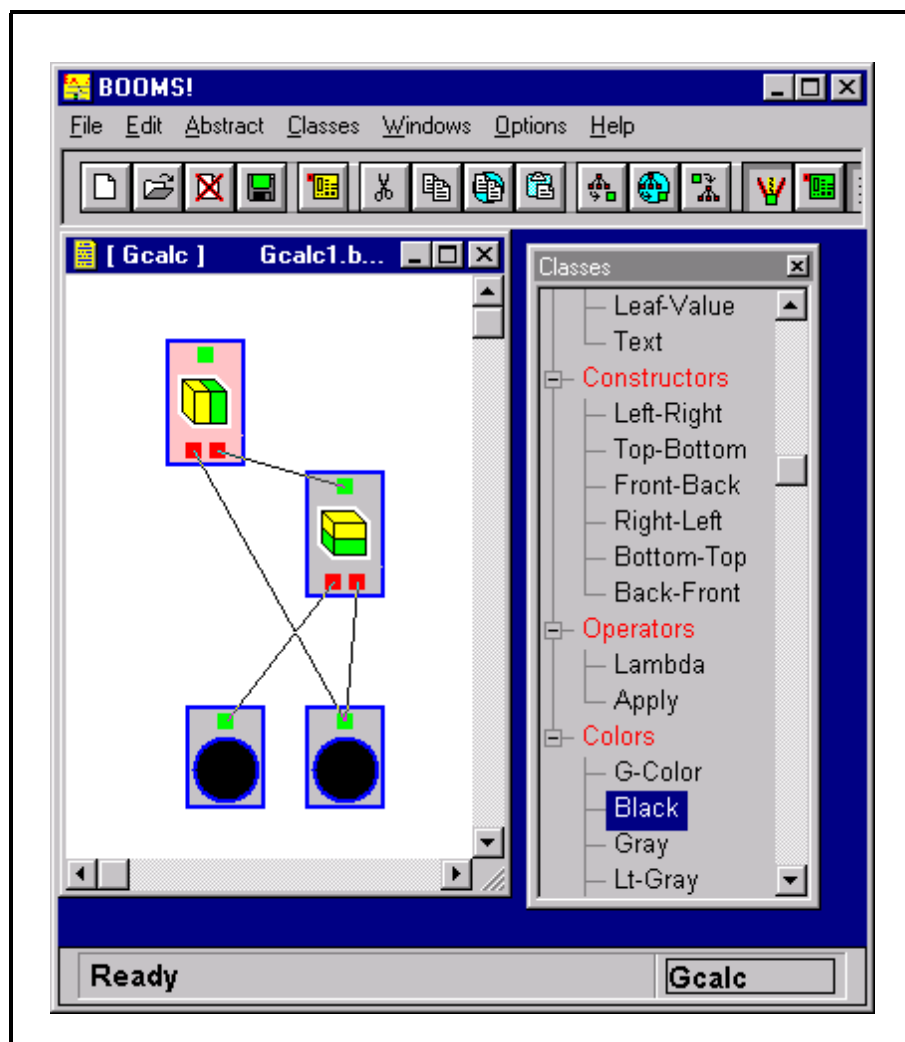 BOOMS!
File Edit Abstract Classes Windows Options Help
[ Gcalc ] Gcalc1.b...
Classes
Leaf-Value
Text
Constructors
Left-Right
Top-Bottom
Front-Back
Right-Left
Bottom-Top
Back-Front
Operators
Lambda
Apply
Colors
G-Color
Black
Gray
Lt-Gray
Ready Gcalc